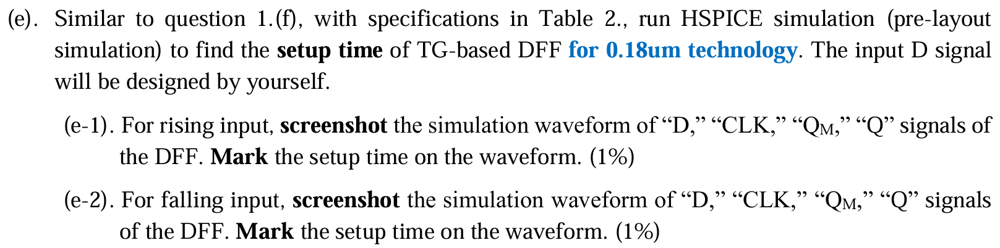 (e). Similar to question 1.(f), with specifications in Table 2., run HSPICE simulation (pre-layout
simulation) to find the setup time of TG-based DFF for 0.18um technology. The input D signal
will be designed by yourself.
(e-1). For rising input, screenshot the simulation waveform of “D,” “CLK,” “QM,” “Q” signals of
the DFF. Mark the setup time on the waveform. (1%)
(e-2). For falling input, screenshot the simulation waveform of “D,” “CLK,” “QM,” “Q” signals
of the DFF. Mark the setup time on the waveform. (1%)